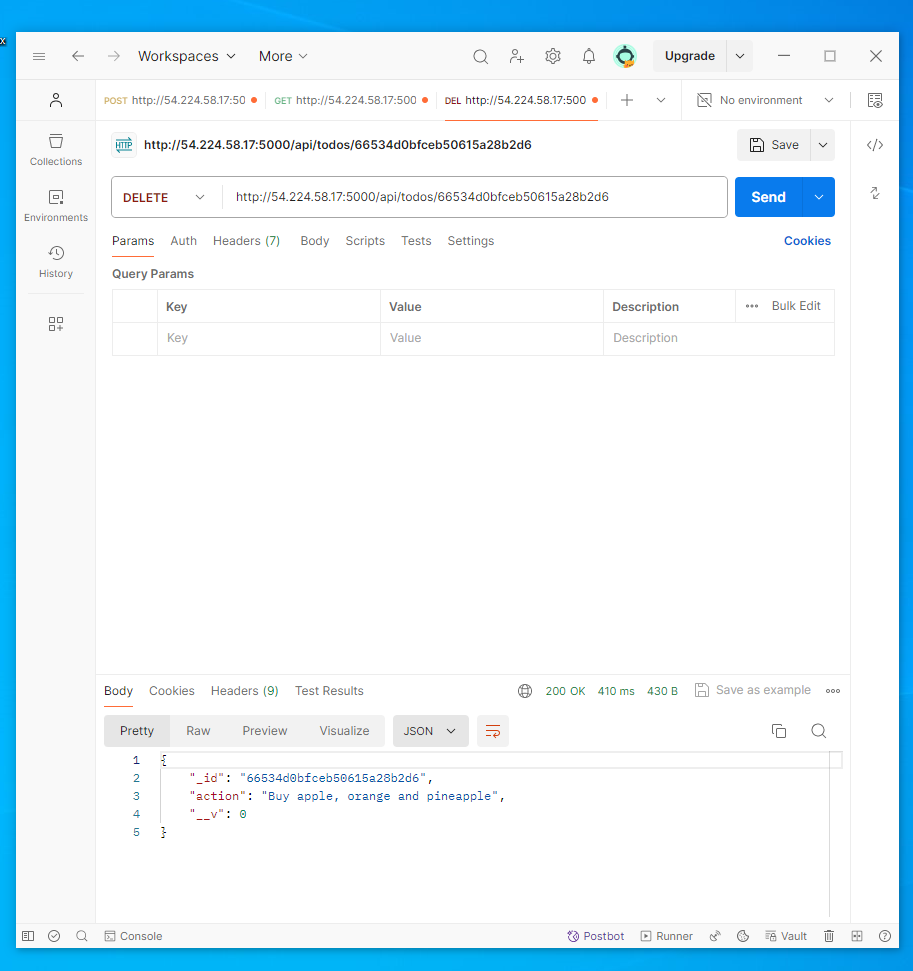 x
Workspaces More Upgrade
POST http://54.224.58.17:50 GET http://54.224.58.17:500 DEL http://54.224.58.17:500 No environment
HTTP http://54.224.58.17:5000/api/todos/66534d0bfceb50615a28b2d6 Save
Collections
Environments
History
DELETE http://54.224.58.17:5000/api/todos/66534d0bfceb50615a28b2d6 Send
Params Auth Headers (7) Body Scripts Tests Settings Cookies
Query Params
Key Value Description Bulk Edit
Key Value Description
Body Cookies Headers (9) Test Results 200 OK 410 ms 430 B Save as example
Pretty Raw Preview Visualize JSON
1 {
2 "_id": "66534d0bfceb50615a28b2d6",
3 "action": "Buy apple, orange and pineapple",
4 "__v": 0
5 }
Console Postbot Runner Vault